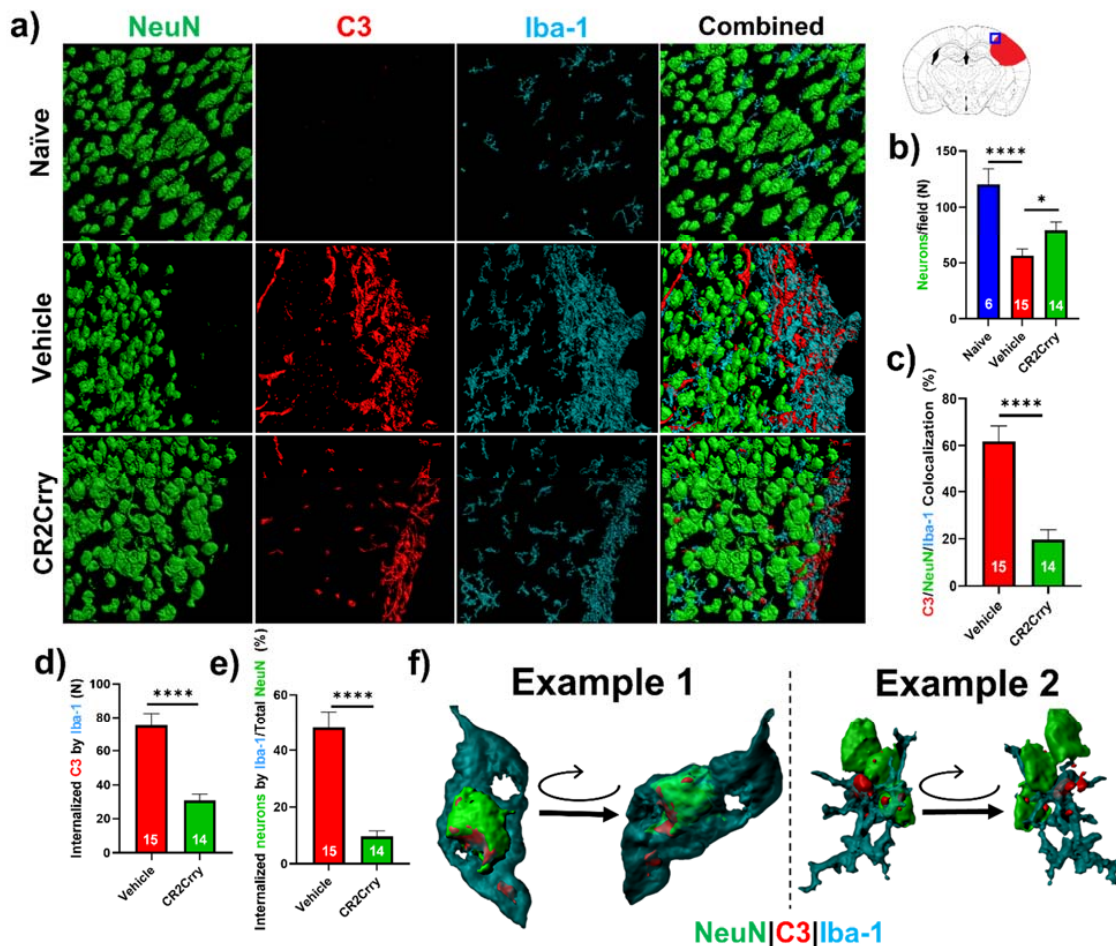 a)
NeuN
C3
Iba-1
Combined
Naïve
Vehicle
CR2Crry
b)
Neurons/field (N)
150
100
50
0
****
*
6
15
14
Naïve
Vehicle
CR2Crry
c)
C3/NeuN/Iba-1 Colocalization (%)
80
60
40
20
0
****
15
14
Vehicle
CR2Crry
d)
Internalized C3 by Iba-1 (N)
100
80
60
40
20
0
****
15
14
Vehicle
CR2Crry
e)
Internalized neurons by Iba-1/Total NeuN (%)
60
40
20
0
****
15
14
Vehicle
CR2Crry
f)
Example 1
Example 2
NeuN|C3|Iba-1